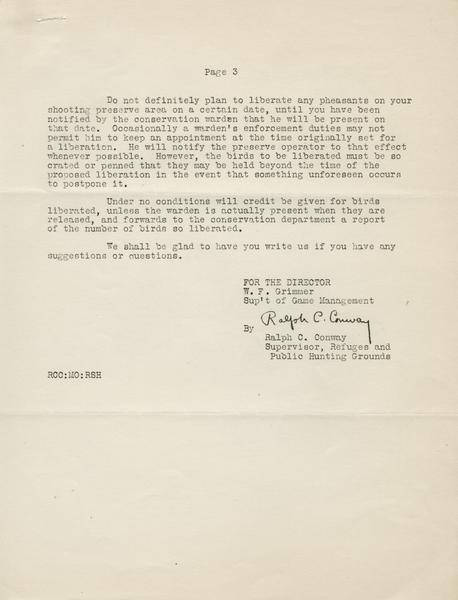 Page 3
Do not definitely plan to liberate any pheasants on your
shooting preserve area on a certain date, until you have been
notified by the conservation warden that he will be present on
that date. Occasionally a warden's enforcement duties may not
permit him to keep an appointment at the time originally set for
a liberation. He will notify the preserve operator to that effect
whenever possible. However, the birds to be liberated must be so
crated or penned that they may be held beyond the time of the
proposed liberation in the event that something unforeseen occurs
to postpone it.
Under no conditions will credit be given for birds
liberated, unless the warden is actually present when they are
released, and forwards to the conservation department a report
of the number of birds so liberated.
We shall be glad to have you write us if you have any
suggestions or questions.
FOR THE DIRECTOR
W. F. Grimmer
Sup't of Game Management
Ralph C. Conway
By
Ralph C. Conway
Supervisor, Refuges and
Public Hunting Grounds
RCC:MO:RSH